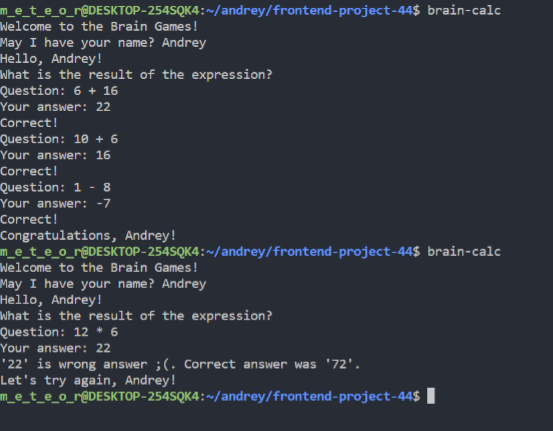 m_e_t_e_o_r@DESKTOP-254SQK4:~/andrey/frontend-project-44$ brain-calc
Welcome to the Brain Games!
May I have your name? Andrey
Hello, Andrey!
What is the result of the expression?
Question: 6 + 16
Your answer: 22
Correct!
Question: 10 + 6
Your answer: 16
Correct!
Question: 1 - 8
Your answer: -7
Correct!
Congratulations, Andrey!
m_e_t_e_o_r@DESKTOP-254SQK4:~/andrey/frontend-project-44$ brain-calc
Welcome to the Brain Games!
May I have your name? Andrey
Hello, Andrey!
What is the result of the expression?
Question: 12 * 6
Your answer: 22
'22' is wrong answer ;(. Correct answer was '72'.
Let's try again, Andrey!
m_e_t_e_o_r@DESKTOP-254SQK4:~/andrey/frontend-project-44$